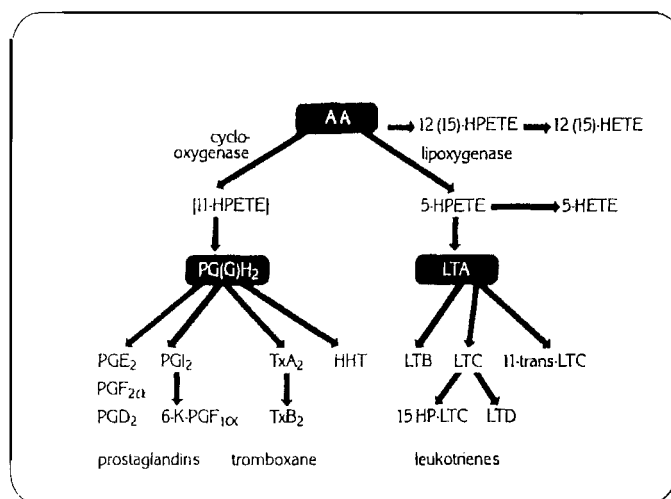 AA
12 (15)-HPETE 12 (15)-HETE
cyclo-
oxygenase
lipoxygenase
[11-HPETE]
5-HPETE 5-HETE
PG(G)H₂
LTA
PGE₂ PGI₂ TxA₂ HHT LTB LTC 11-trans-LTC
PGF₂α
PGD₂ 6-K-PGF₁α TxB₂ 15 HP-LTC LTD
prostaglandins tromboxane leukotrienes